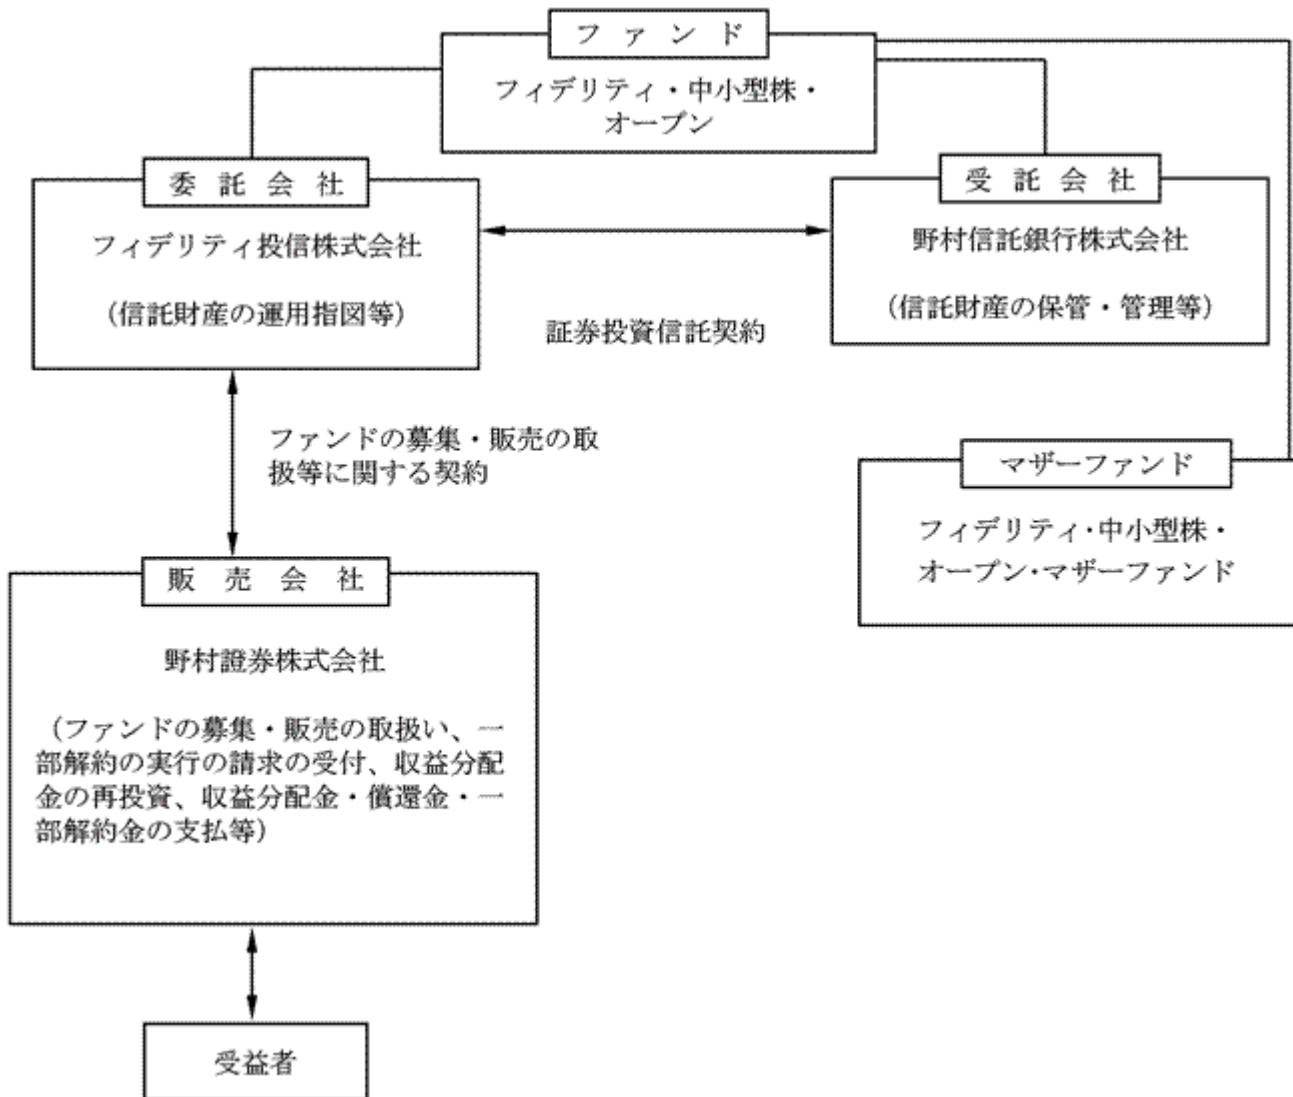 ファンド
フィデリティ・中小型株・
オープン
委託会社
フィデリティ投信株式会社
（信託財産の運用指図等）
受託会社
野村信託銀行株式会社
（信託財産の保管・管理等）
証券投資信託契約
ファンドの募集・販売の取
扱等に関する契約
マザーファンド
フィデリティ・中小型株・
オープン・マザーファンド
販売会社
野村證券株式会社
（ファンドの募集・販売の取扱い、一
部解約の実行の請求の受付、収益分配
金の再投資、収益分配金・償還金・一
部解約金の支払等）
受益者